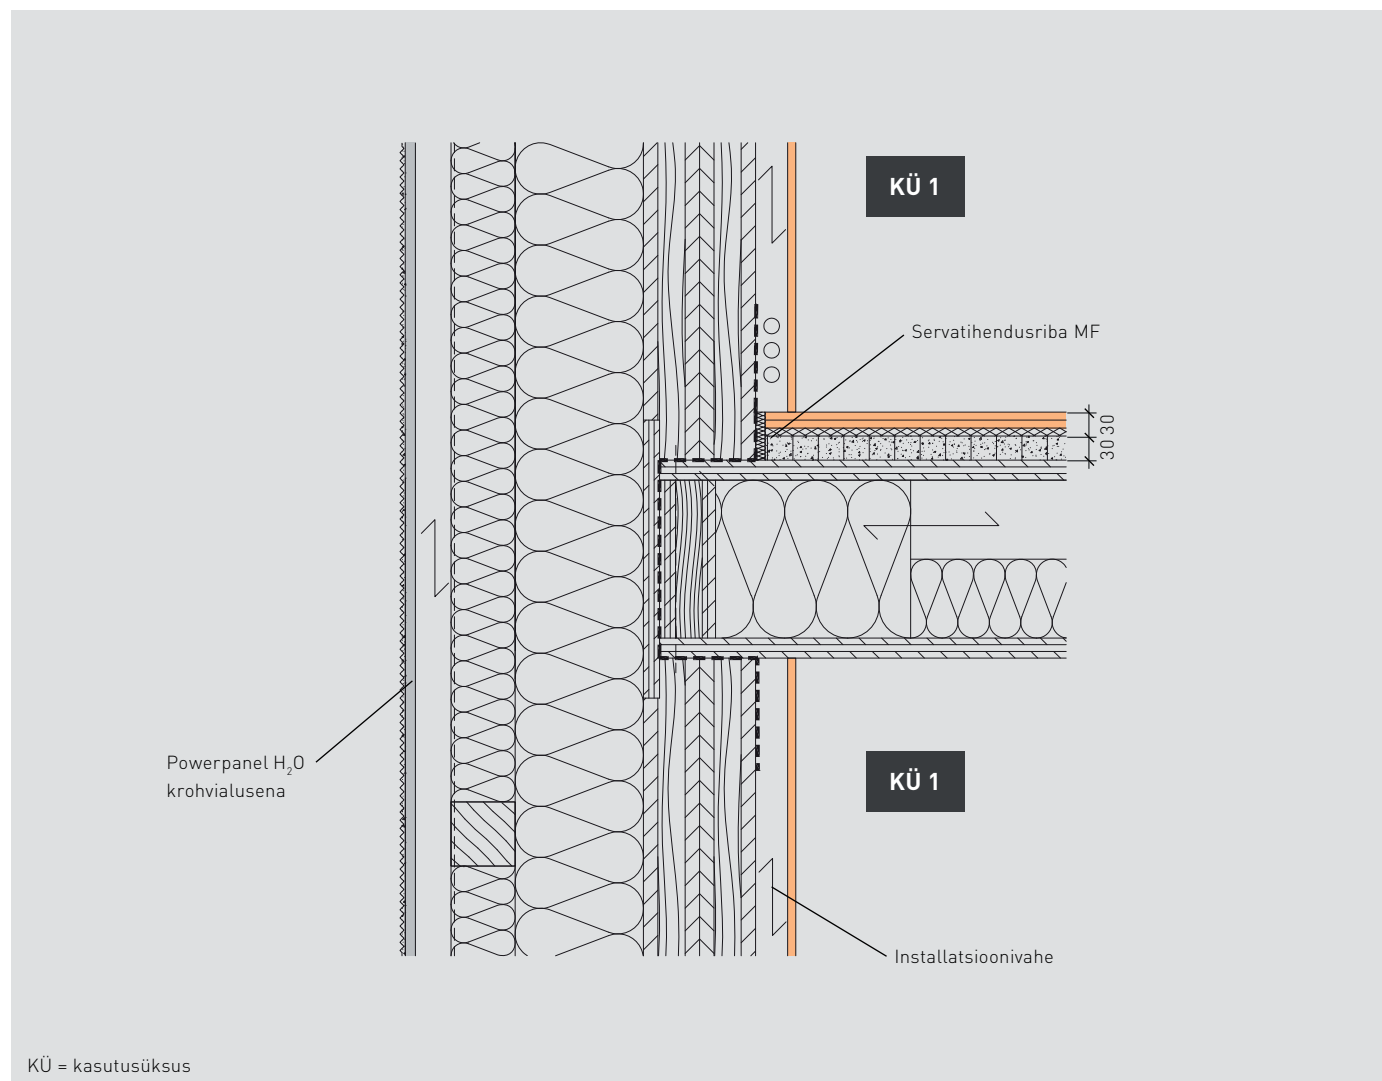 KÜ 1
Servatihendusriba MF
30 30
Powerpanel H₂O
krohvialusena
KÜ 1
Installatsioonivahe
KÜ = kasutusüksus